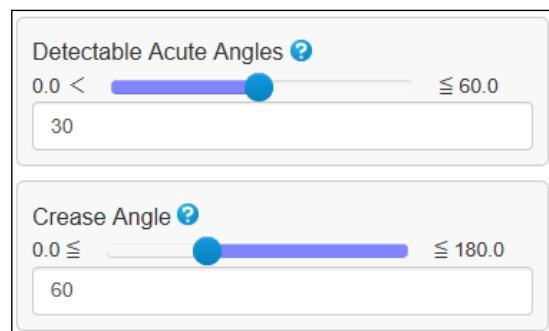 Detectable Acute Angles ?
0.0 < ≦ 60.0
30
Crease Angle ?
0.0 ≦ ≦ 180.0
60